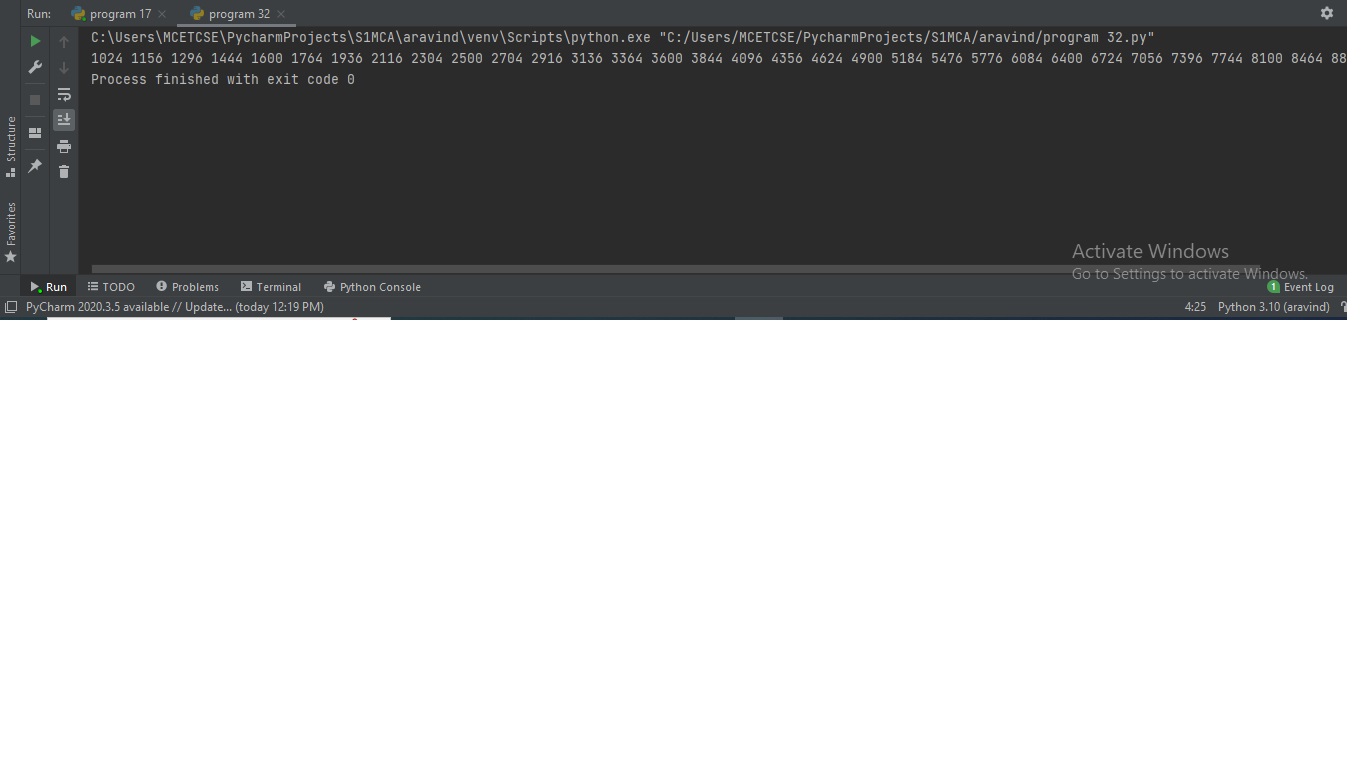 Run: program 17 program 32
C:\Users\MCETCSE\PycharmProjects\S1MCA\aravind\venv\Scripts\python.exe "C:/Users/MCETCSE/PycharmProjects/S1MCA/aravind/program 32.py"
1024 1156 1296 1444 1600 1764 1936 2116 2304 2500 2704 2916 3136 3364 3600 3844 4096 4356 4624 4900 5184 5476 5776 6084 6400 6724 7056 7396 7744 8100 8464 88
Process finished with exit code 0
Structure
Favorites
Activate Windows
Go to Settings to activate Windows.
Run TODO Problems Terminal Python Console 1 Event Log
PyCharm 2020.3.5 available // Update... (today 12:19 PM) 4:25 Python 3.10 (aravind)